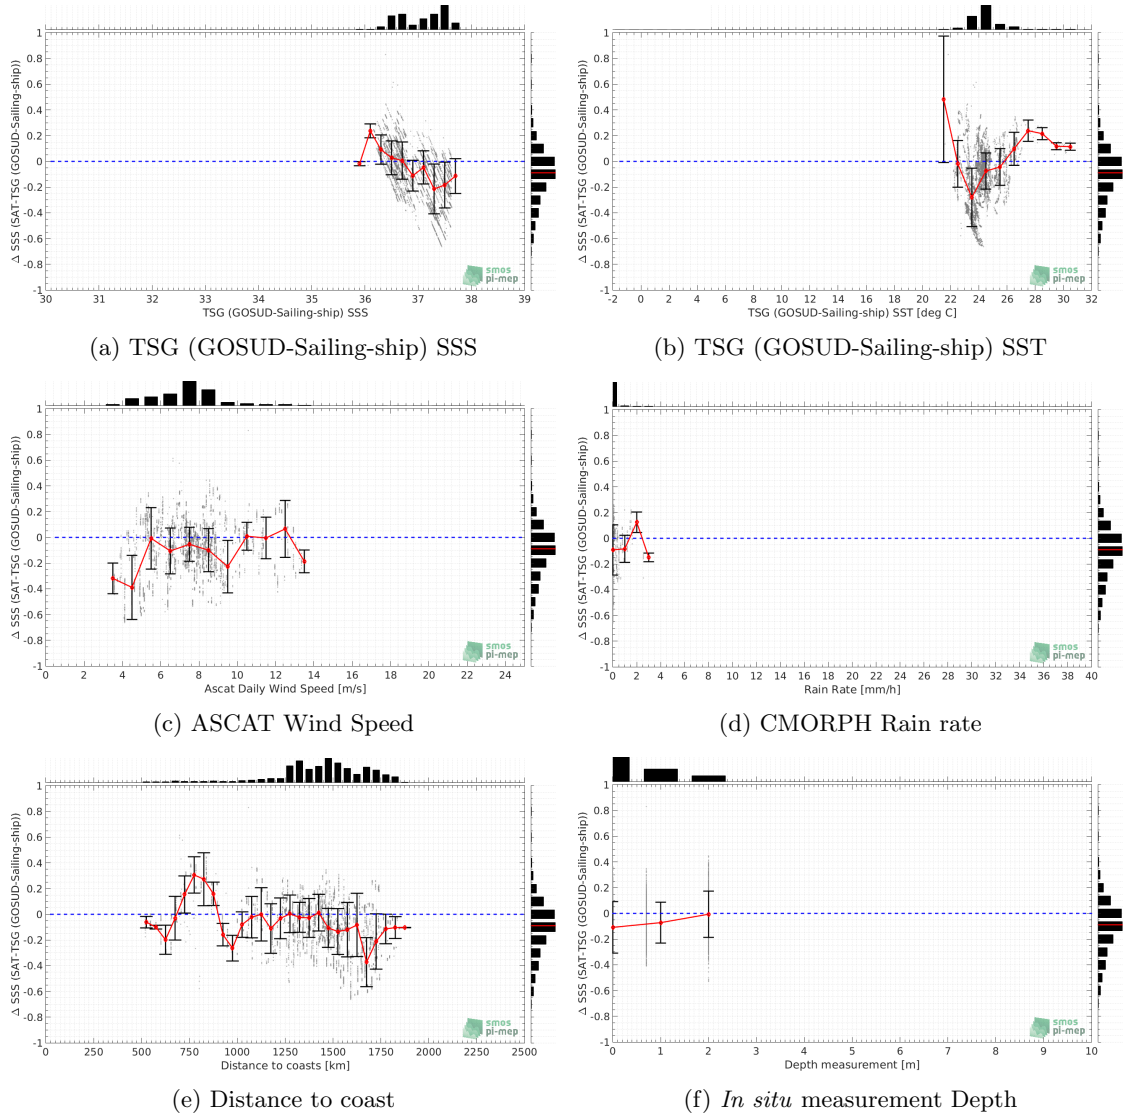 1
0.8
0.6
0.4
0.2
0
-0.2
-0.4
-0.6
-0.8
-1
Δ SSS (SAT-TSG (GOSUD-Sailing-ship))
30 31 32 33 34 35 36 37 38 39
TSG (GOSUD-Sailing-ship) SSS
smos
pi-mep
(a) TSG (GOSUD-Sailing-ship) SSS
1
0.8
0.6
0.4
0.2
0
-0.2
-0.4
-0.6
-0.8
-1
Δ SSS (SAT-TSG (GOSUD-Sailing-ship))
-2 0 2 4 6 8 10 12 14 16 18 20 22 24 26 28 30 32
TSG (GOSUD-Sailing-ship) SST [deg C]
smos
pi-mep
(b) TSG (GOSUD-Sailing-ship) SST
1
0.8
0.6
0.4
0.2
0
-0.2
-0.4
-0.6
-0.8
-1
Δ SSS (SAT-TSG (GOSUD-Sailing-ship))
0 2 4 6 8 10 12 14 16 18 20 22 24
Ascat Daily Wind Speed [m/s]
smos
pi-mep
(c) ASCAT Wind Speed
1
0.8
0.6
0.4
0.2
0
-0.2
-0.4
-0.6
-0.8
-1
Δ SSS (SAT-TSG (GOSUD-Sailing-ship))
0 2 4 6 8 10 12 14 16 18 20 22 24 26 28 30 32 34 36 38 40
Rain Rate [mm/h]
smos
pi-mep
(d) CMORPH Rain rate
1
0.8
0.6
0.4
0.2
0
-0.2
-0.4
-0.6
-0.8
-1
Δ SSS (SAT-TSG (GOSUD-Sailing-ship))
0 250 500 750 1000 1250 1500 1750 2000 2250 2500
Distance to coasts [km]
smos
pi-mep
(e) Distance to coast
1
0.8
0.6
0.4
0.2
0
-0.2
-0.4
-0.6
-0.8
-1
Δ SSS (SAT-TSG (GOSUD-Sailing-ship))
0 1 2 3 4 5 6 7 8 9 10
Depth measurement [m]
smos
pi-mep
(f) In situ measurement Depth